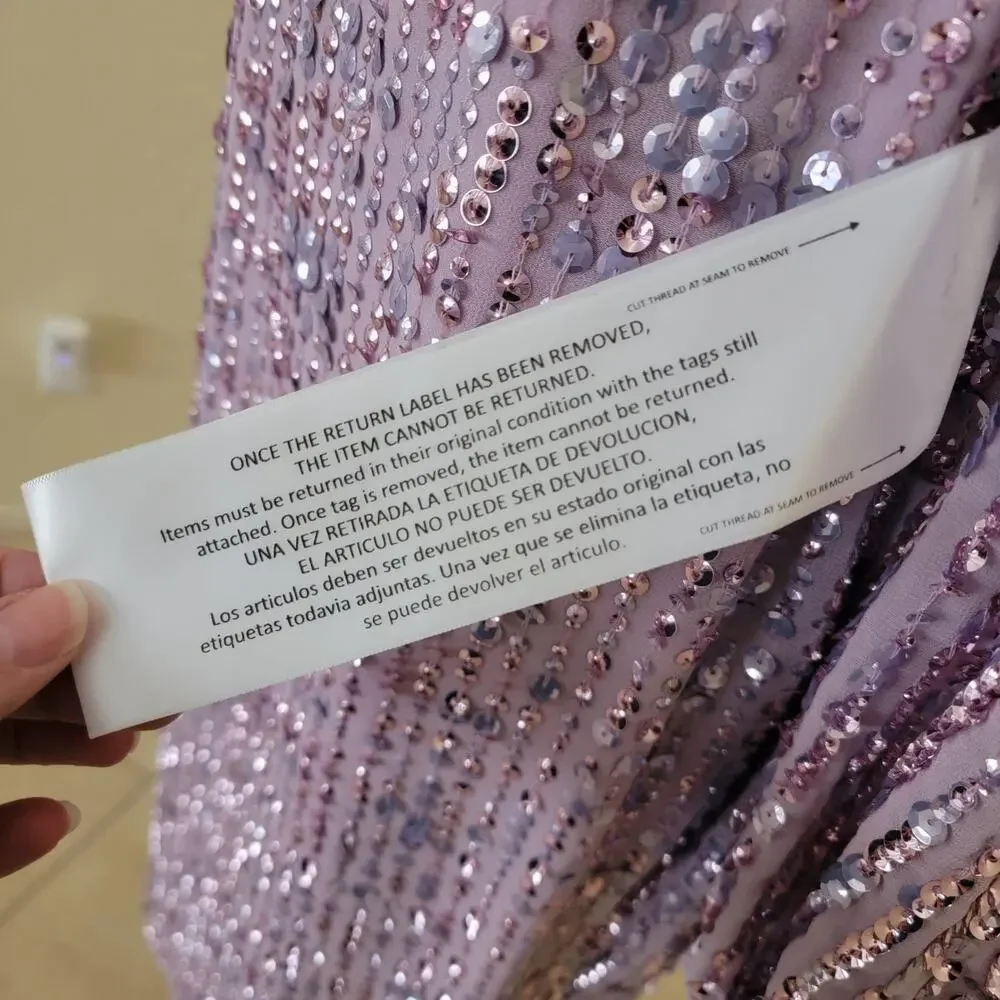 CUT THREAD AT SEAM TO REMOVE
ONCE THE RETURN LABEL HAS BEEN REMOVED,
THE ITEM CANNOT BE RETURNED.
Items must be returned in their original condition with the tags still
attached. Once tag is removed, the item cannot be returned.
UNA VEZ RETIRADA LA ETIQUETA DE DEVOLUCION,
EL ARTICULO NO PUEDE SER DEVUELTO.
Los articulos deben ser devueltos en su estado original con las
etiquetas todavia adjuntas. Una vez que se elimina la etiqueta, no
se puede devolver el articulo.
CUT THREAD AT SEAM TO REMOVE